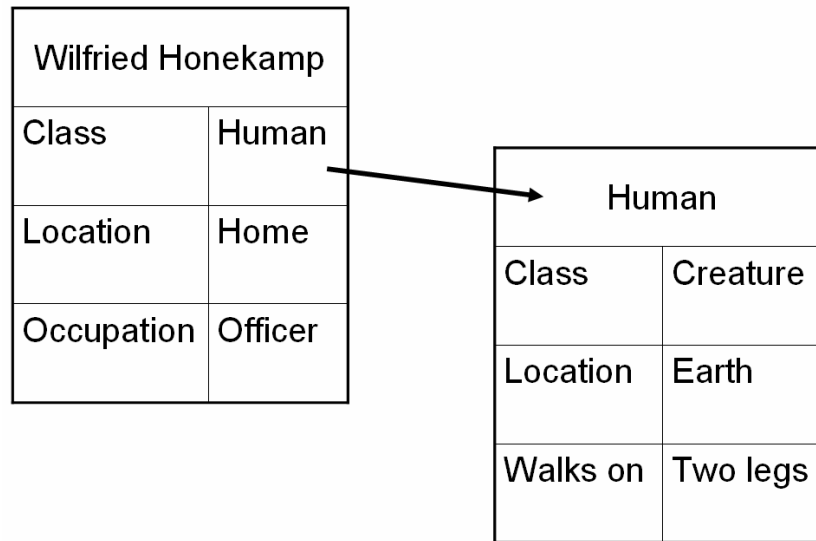 Wilfried Honekamp
Class Human
Location Home
Occupation Officer
Human
Class Creature
Location Earth
Walks on Two legs